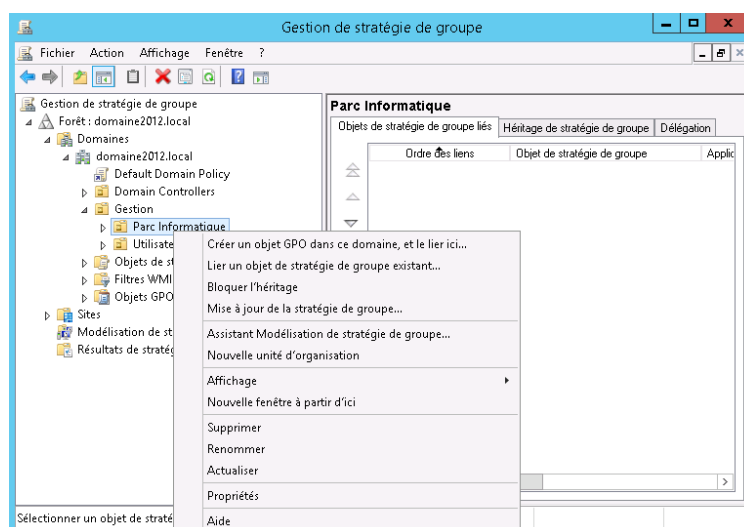 Gestion de stratégie de groupe
Fichier Action Affichage Fenêtre ?
Gestion de stratégie de groupe
Forêt : domaine2012.local
Domaines
domaine2012.local
Default Domain Policy
Domain Controllers
Gestion
Parc Informatique
Utilisate
Objets de st
Filtres WMI
Objets GPO
Sites
Modélisation de st
Résultats de stratég
Parc Informatique
Objets de stratégie de groupe liés Héritage de stratégie de groupe Délégation
Ordre des liens Objet de stratégie de groupe Applic
Créer un objet GPO dans ce domaine, et le lier ici...
Lier un objet de stratégie de groupe existant...
Bloquer l'héritage
Mise à jour de la stratégie de groupe...
Assistant Modélisation de stratégie de groupe...
Nouvelle unité d'organisation
Affichage
Nouvelle fenêtre à partir d'ici
Supprimer
Renommer
Actualiser
Propriétés
Aide
Sélectionner un objet de straté